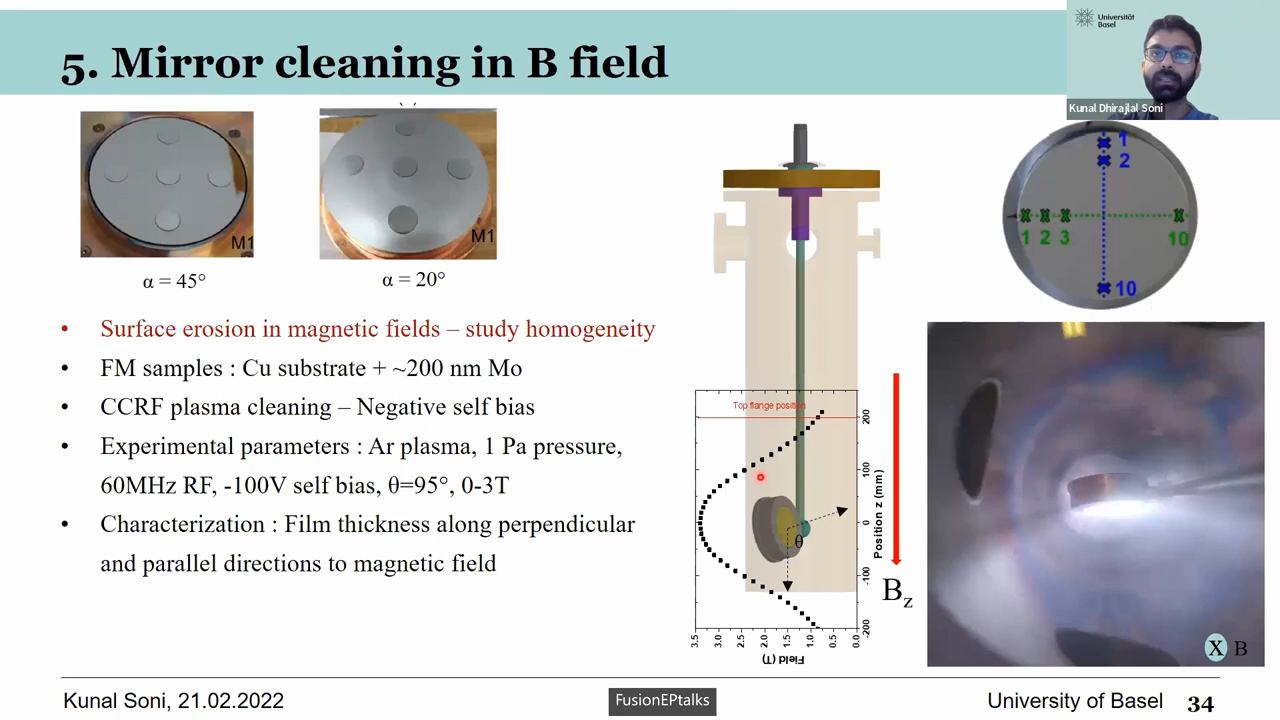 5. Mirror cleaning in B field
Universität
Basel
Kunal Dhirajlal Soni
M1
M1
α = 45°
α = 20°
• Surface erosion in magnetic fields – study homogeneity
• FM samples : Cu substrate + ~200 nm Mo
• CCRF plasma cleaning – Negative self bias
• Experimental parameters : Ar plasma, 1 Pa pressure,
60MHz RF, -100V self bias, θ=95°, 0-3T
• Characterization : Film thickness along perpendicular
and parallel directions to magnetic field
Top flange position
θ
200
100
0
-100
-200
Position z (mm)
3.5 3.0 2.5 2.0 1.5 1.0 0.5 0.0
Field (T)
Bz
1
2
1 2 3 10
10
X B
Kunal Soni, 21.02.2022
FusionEPtalks
University of Basel 34